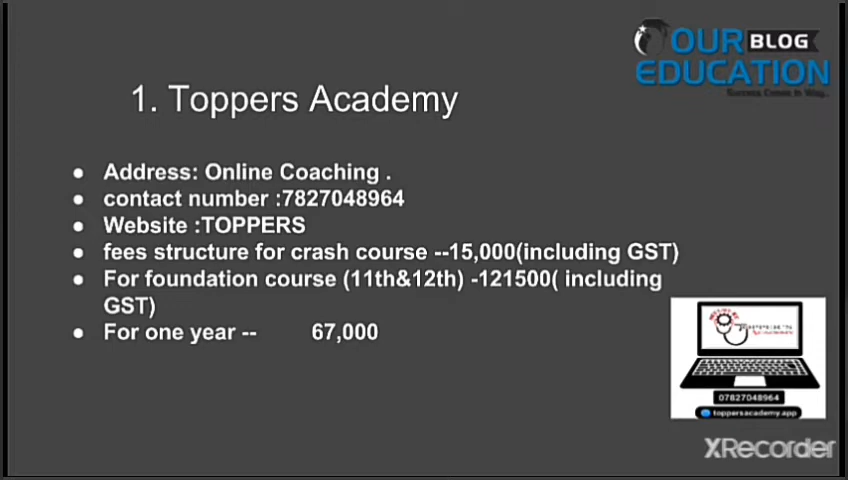 OUR BLOG
EDUCATION
1. Toppers Academy
● Address: Online Coaching .
● contact number :7827048964
● Website :TOPPERS
● fees structure for crash course --15,000(including GST)
● For foundation course (11th&12th) -121500( including
GST)
● For one year -- 67,000
07827048964
toppersacademy.app
XRecorder